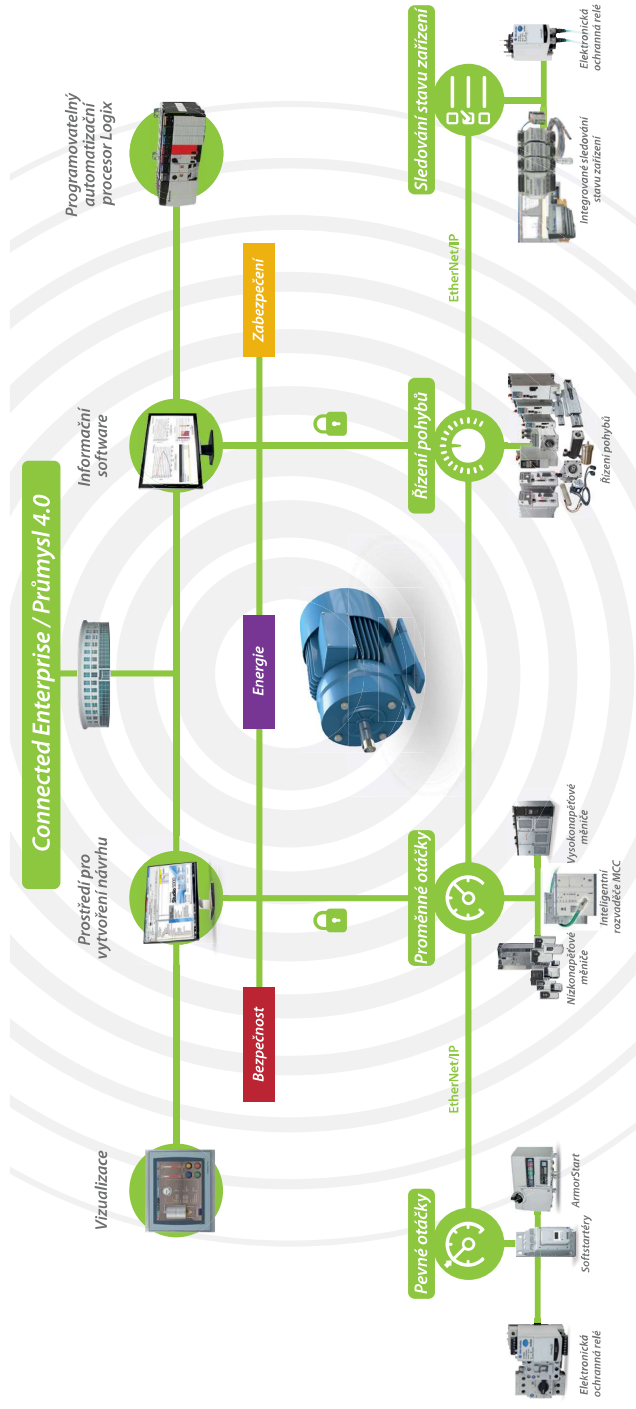 Connected Enterprise / Průmysl 4.0
Vizualizace
Prostředí pro
vytvoření návrhu
Informační
software
Programovatelný
automatizační
procesor Logix
Bezpečnost
Energie
Zabezpečení
Pevné otáčky
EtherNet/IP
Proměnné otáčky
Řízení pohybů
EtherNet/IP
Sledování stavu zařízení
Elektronická
ochranná relé
Softstartéry
ArmorStart
Nízkonapěťové
měniče
Inteligentní
rozvaděče MCC
Vysokonapěťové
měniče
Řízení pohybů
Integrované sledování
stavu zařízení
Elektronická
ochranná relé